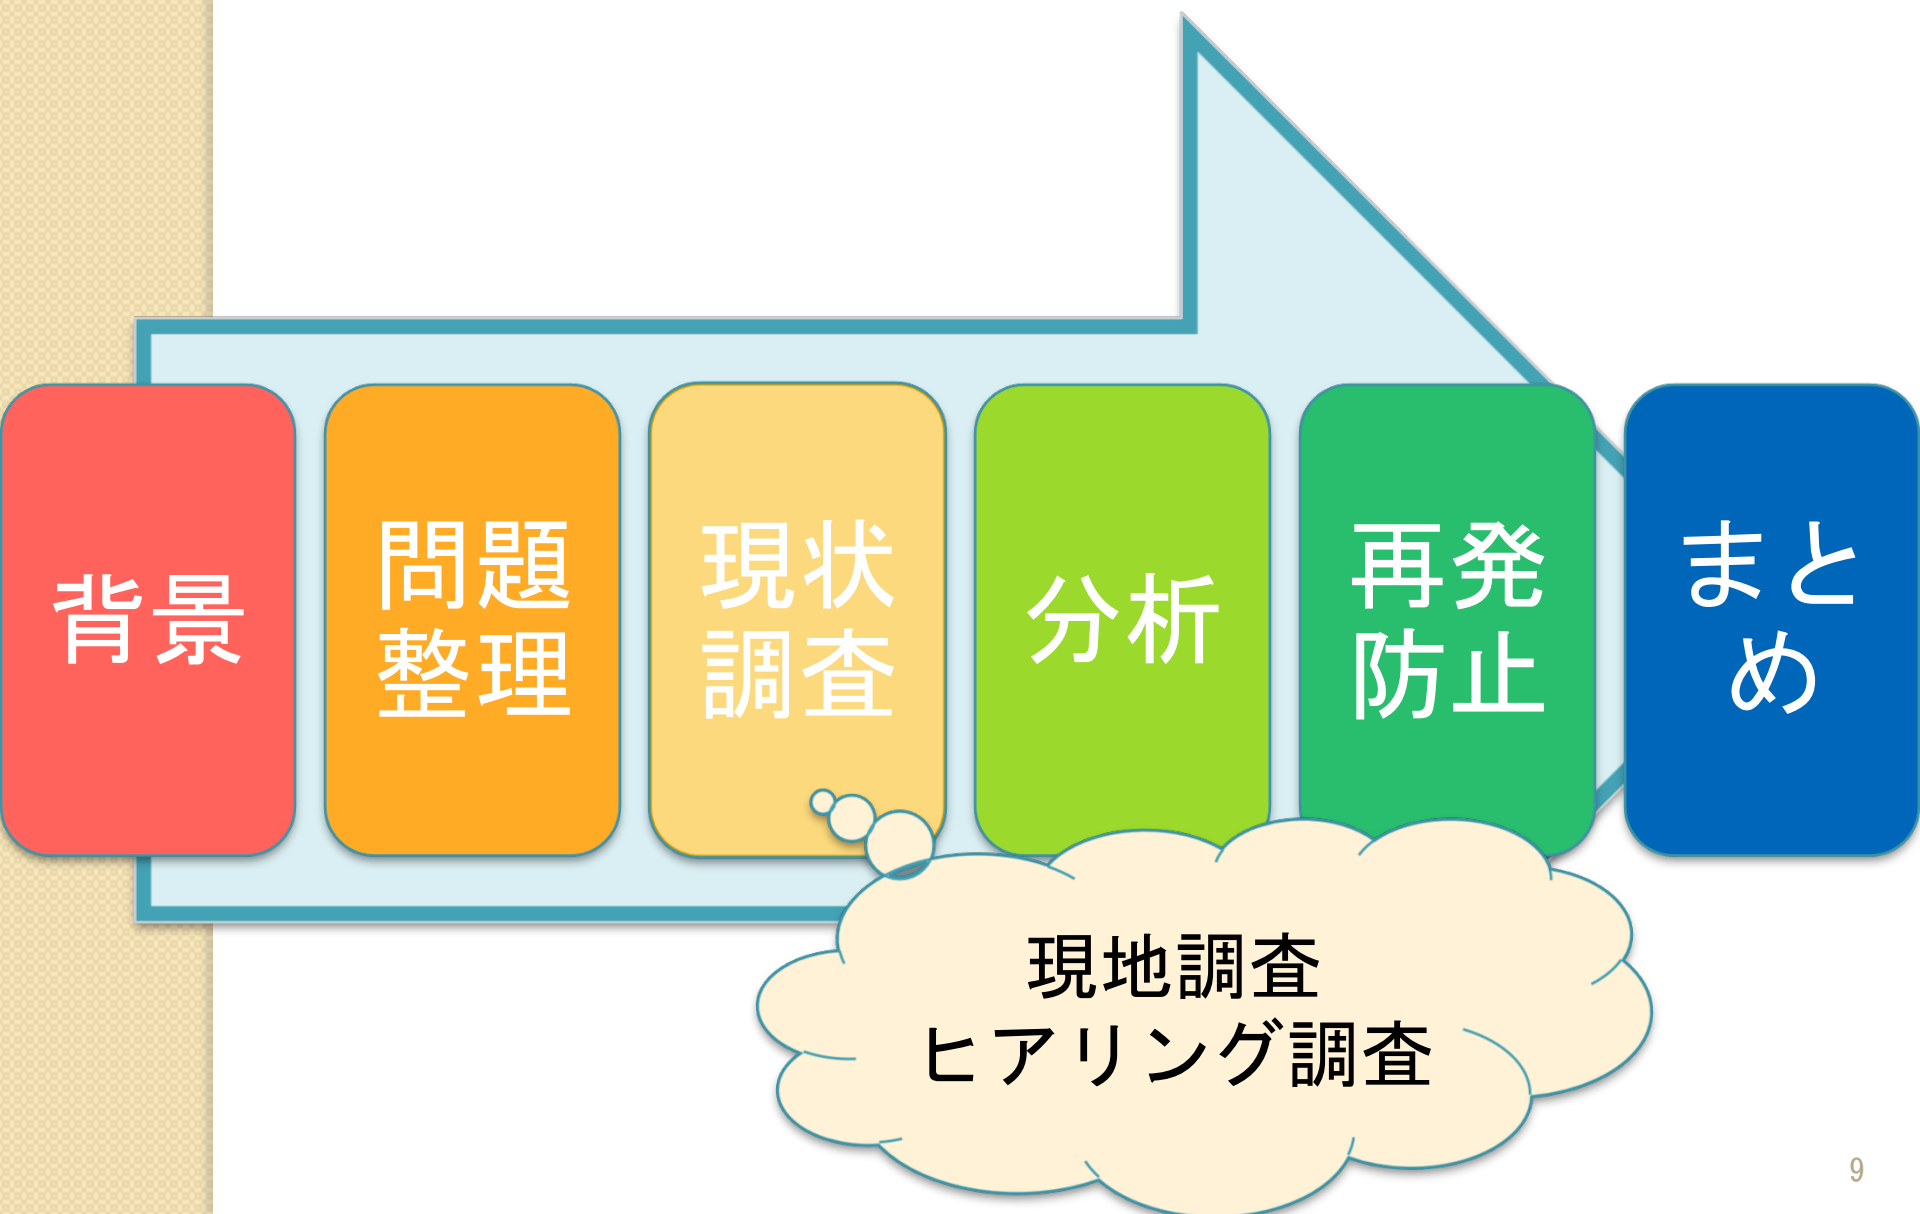 背景
問題
整理
現状
調査
分析
再発
防止
まと
め
現地調査
ヒアリング調査
9